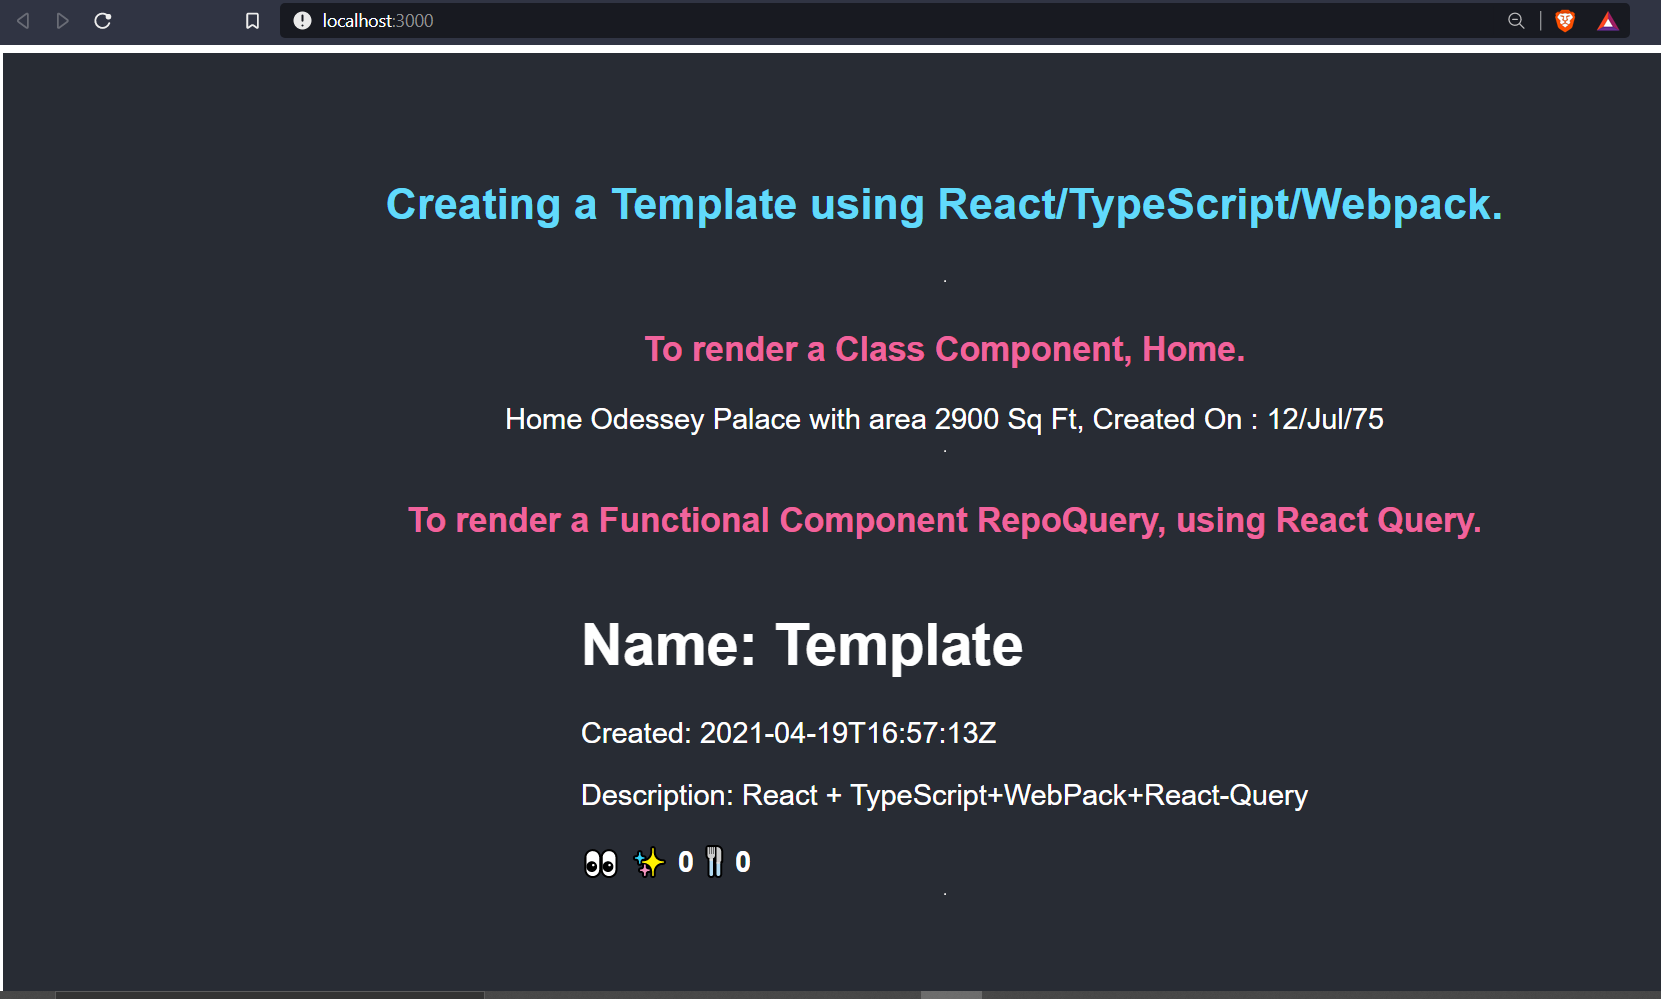 localhost:3000
Creating a Template using React/TypeScript/Webpack.
.
To render a Class Component, Home.
Home Odessey Palace with area 2900 Sq Ft, Created On : 12/Jul/75
.
To render a Functional Component RepoQuery, using React Query.
Name: Template
Created: 2021-04-19T16:57:13Z
Description: React + TypeScript+WebPack+React-Query
👀 ✨ 0 🍴 0
.